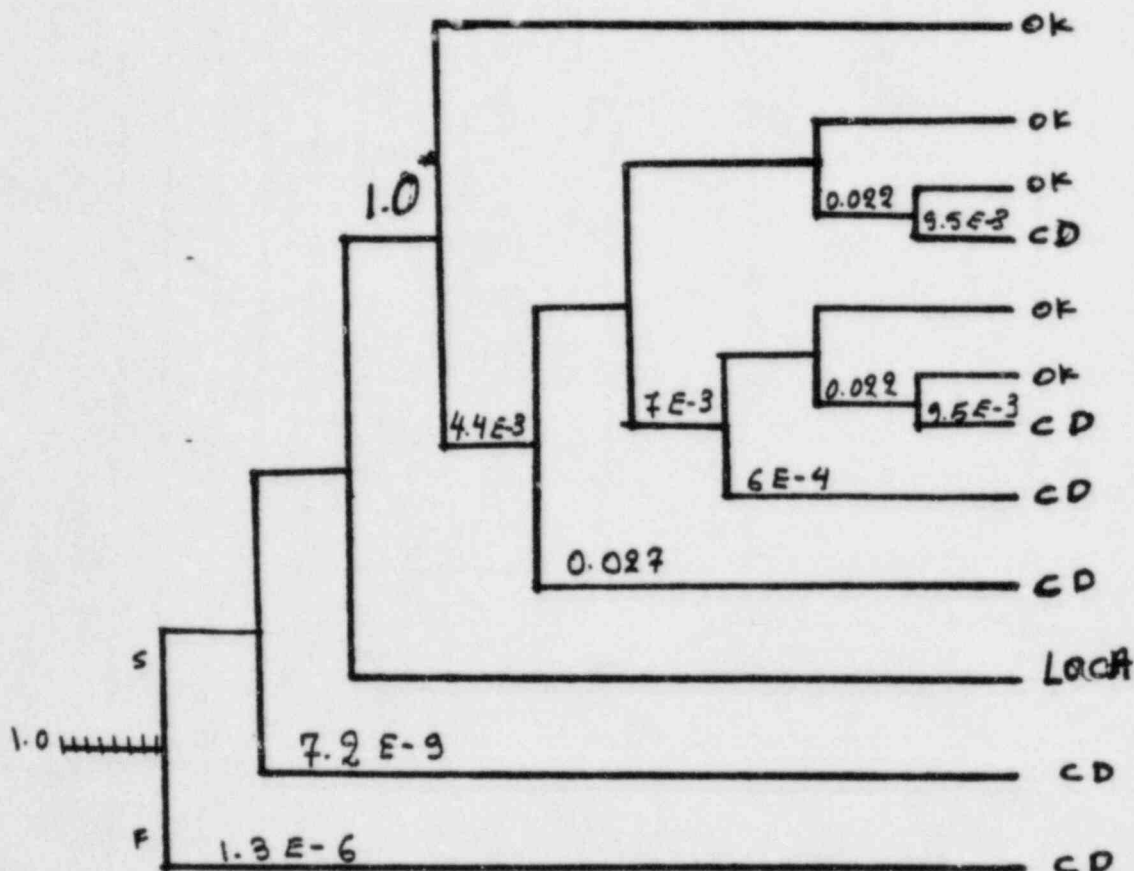 OK
OK
1.0
OK
0.022
9.5E-3
CD
OK
OK
0.022
7E-3
9.5E-3
4.4E-3
CD
6E-4
CD
0.027
CD
S
LOCA
1.0
7.2 E-9
CD
F
1.3 E-6
CD